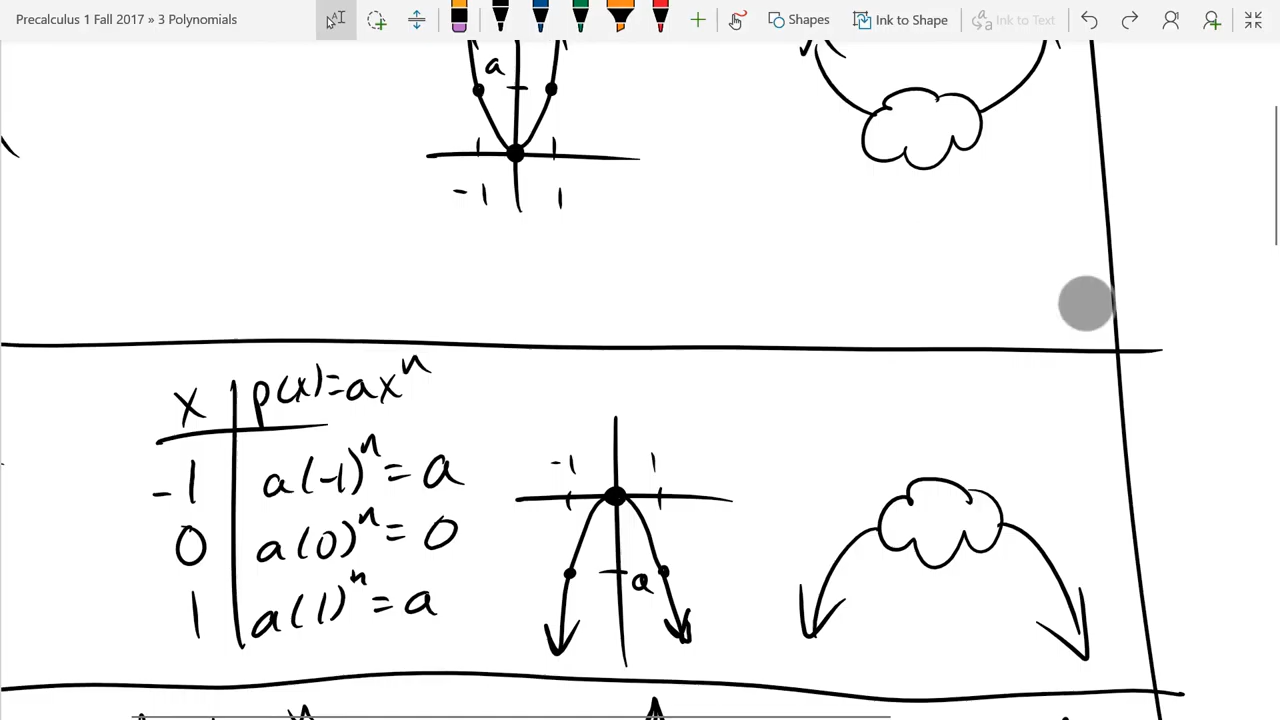 Precalculus 1 Fall 2017 » 3 Polynomials
Shapes
Ink to Shape
Ink to Text
a
-1 1
x p(x)=axⁿ
-1 a(-1)ⁿ = a
0 a(0)ⁿ = 0
1 a(1)ⁿ = a
-1 1
a